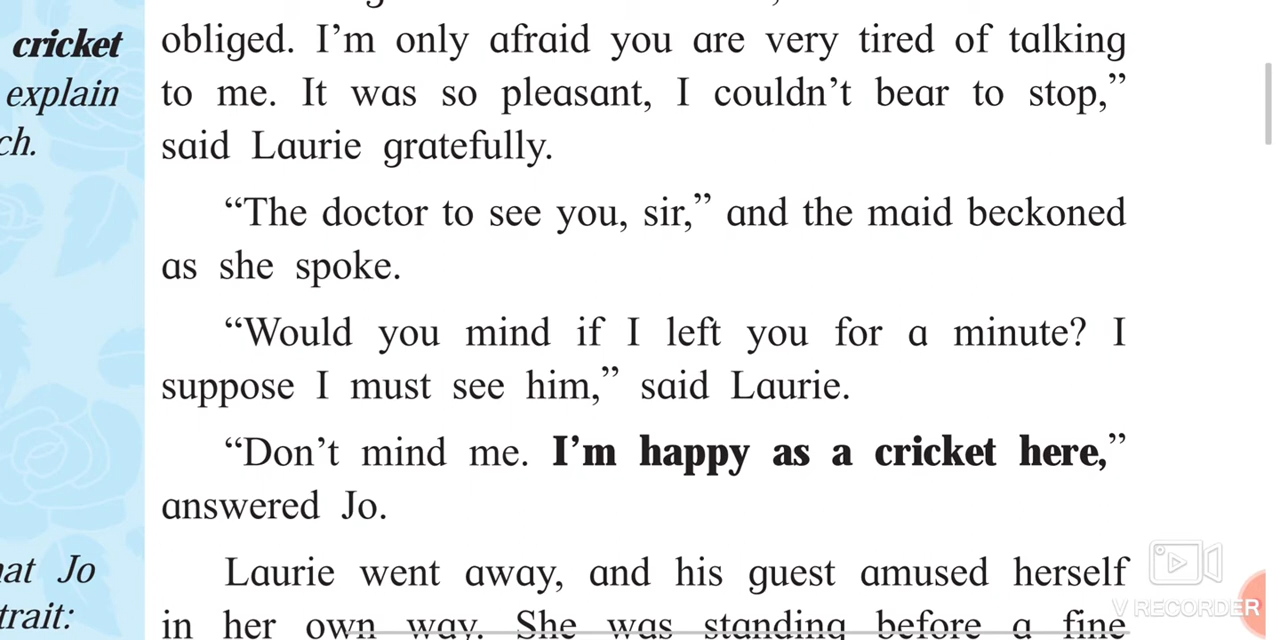 cricket
explain
ch.
obliged. I’m only afraid you are very tired of talking
to me. It was so pleasant, I couldn’t bear to stop,”
said Laurie gratefully.
“The doctor to see you, sir,” and the maid beckoned
as she spoke.
“Would you mind if I left you for a minute? I
suppose I must see him,” said Laurie.
“Don’t mind me. I’m happy as a cricket here,”
answered Jo.
at Jo
trait:
Laurie went away, and his guest amused herself
in her own way. She was standing before a fine
V RECORDER